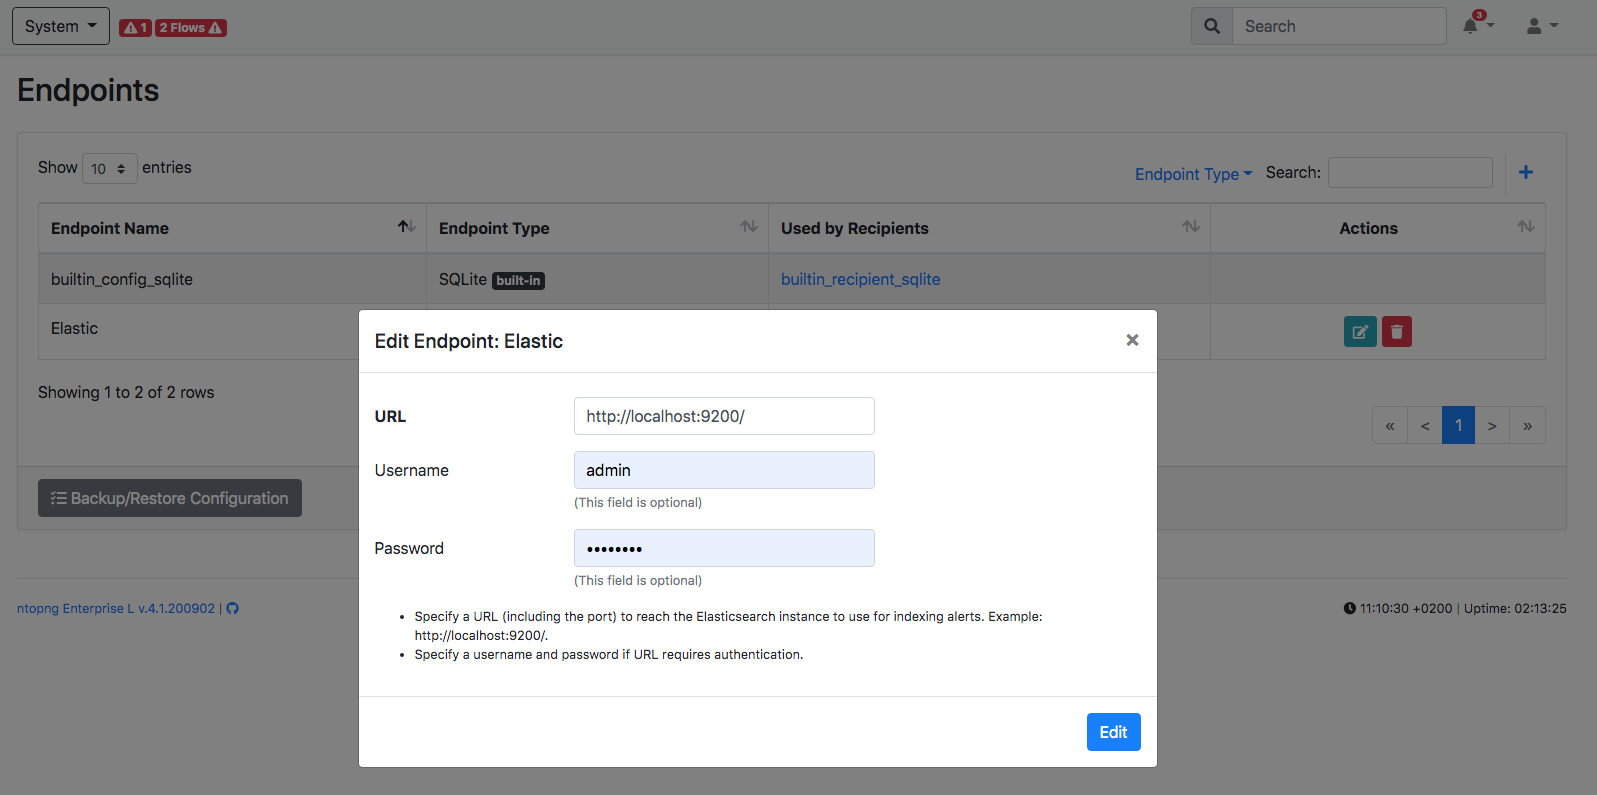 System 1 2 Flows Search 3
Endpoints
Show 10 entries Endpoint Type Search: +
Endpoint Name Endpoint Type Used by Recipients Actions
builtin_config_sqlite SQLite built-in builtin_recipient_sqlite
Elastic
Showing 1 to 2 of 2 rows
« < 1 > »
Backup/Restore Configuration
Edit Endpoint: Elastic ×
URL http://localhost:9200/
Username admin
(This field is optional)
Password ••••••••
(This field is optional)
• Specify a URL (including the port) to reach the Elasticsearch instance to use for indexing alerts. Example:
http://localhost:9200/.
• Specify a username and password if URL requires authentication.
Edit
ntopng Enterprise L v.4.1.200902 | 11:10:30 +0200 | Uptime: 02:13:25